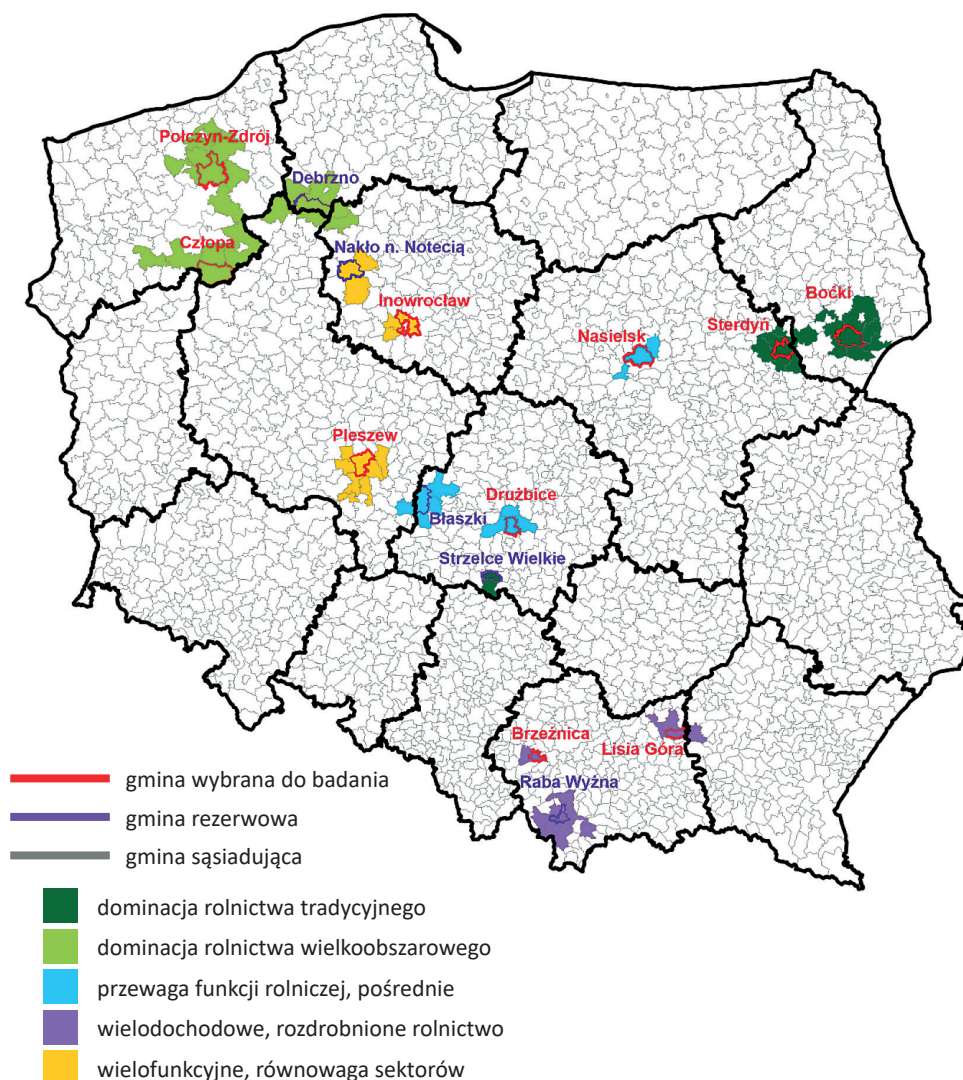 Połczyn-Zdrój
Debrzno
Człopa
Nakło n. Notecią
Inowrocław
Boćki
Sterdyń
Nasielsk
Pleszew
Drużbice
Błaszki
Strzelce Wielkie
Brzeźnica
Lisia Góra
Raba Wyżna
gmina wybrana do badania
gmina rezerwowa
gmina sąsiadująca
dominacja rolnictwa tradycyjnego
dominacja rolnictwa wielkoobszarowego
przewaga funkcji rolniczej, pośrednie
wielodochodowe, rozdrobnione rolnictwo
wielofunkcyjne, równowaga sektorów